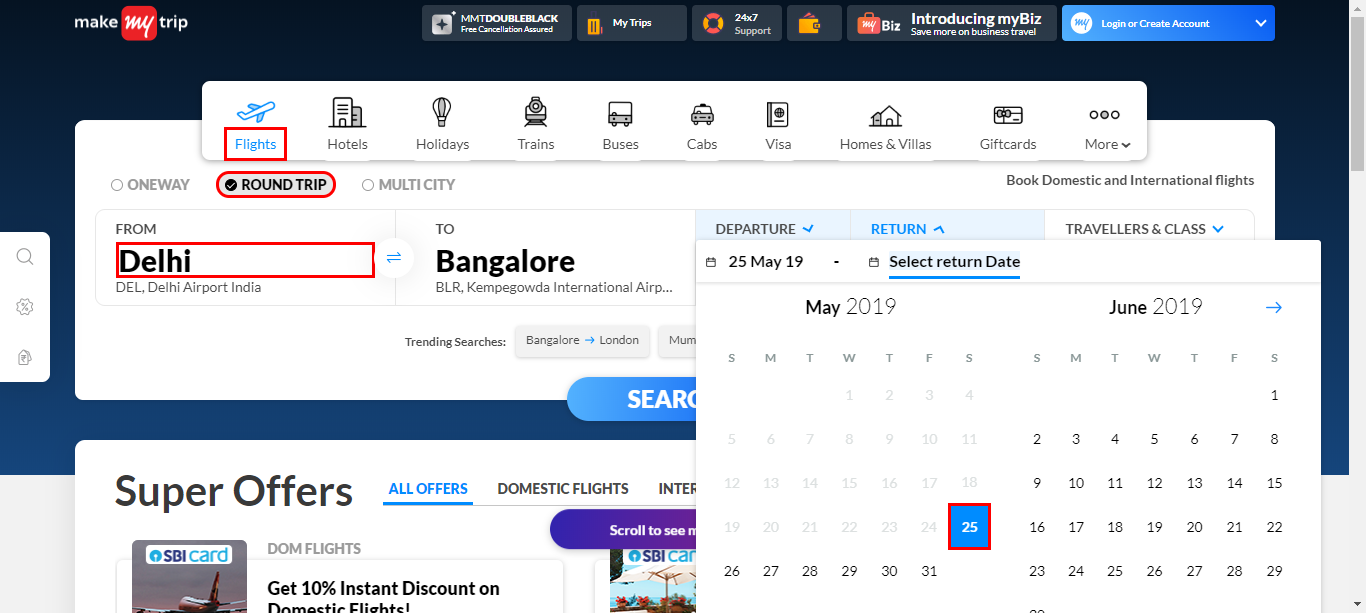 make my trip
MMTDOUBLEBLACK
Free Cancellation Assured
My Trips
24x7
Support
my Biz
Introducing myBiz
Save more on business travel
my
Login or Create Account
Flights
Hotels
Holidays
Trains
Buses
Cabs
Visa
Homes & Villas
Giftcards
More
ONEWAY
ROUND TRIP
MULTI CITY
Book Domestic and International flights
FROM
Delhi
DEL, Delhi Airport India
TO
Bangalore
BLR, Kempegowda International Airp...
DEPARTURE
RETURN
TRAVELLERS & CLASS
25 May 19 -
Select return Date
Trending Searches:
Bangalore → London
Mum
SEARC
May 2019
S M T W T F S
1 2 3 4
5 6 7 8 9 10 11
12 13 14 15 16 17 18
19 20 21 22 23 24 25
26 27 28 29 30 31
June 2019 →
S M T W T F S
1
2 3 4 5 6 7 8
9 10 11 12 13 14 15
16 17 18 19 20 21 22
23 24 25 26 27 28 29
30
Super Offers
ALL OFFERS
DOMESTIC FLIGHTS
INTER
Scroll to see m
SBI card
DOM FLIGHTS
Get 10% Instant Discount on
Domestic Flights!
SBI car